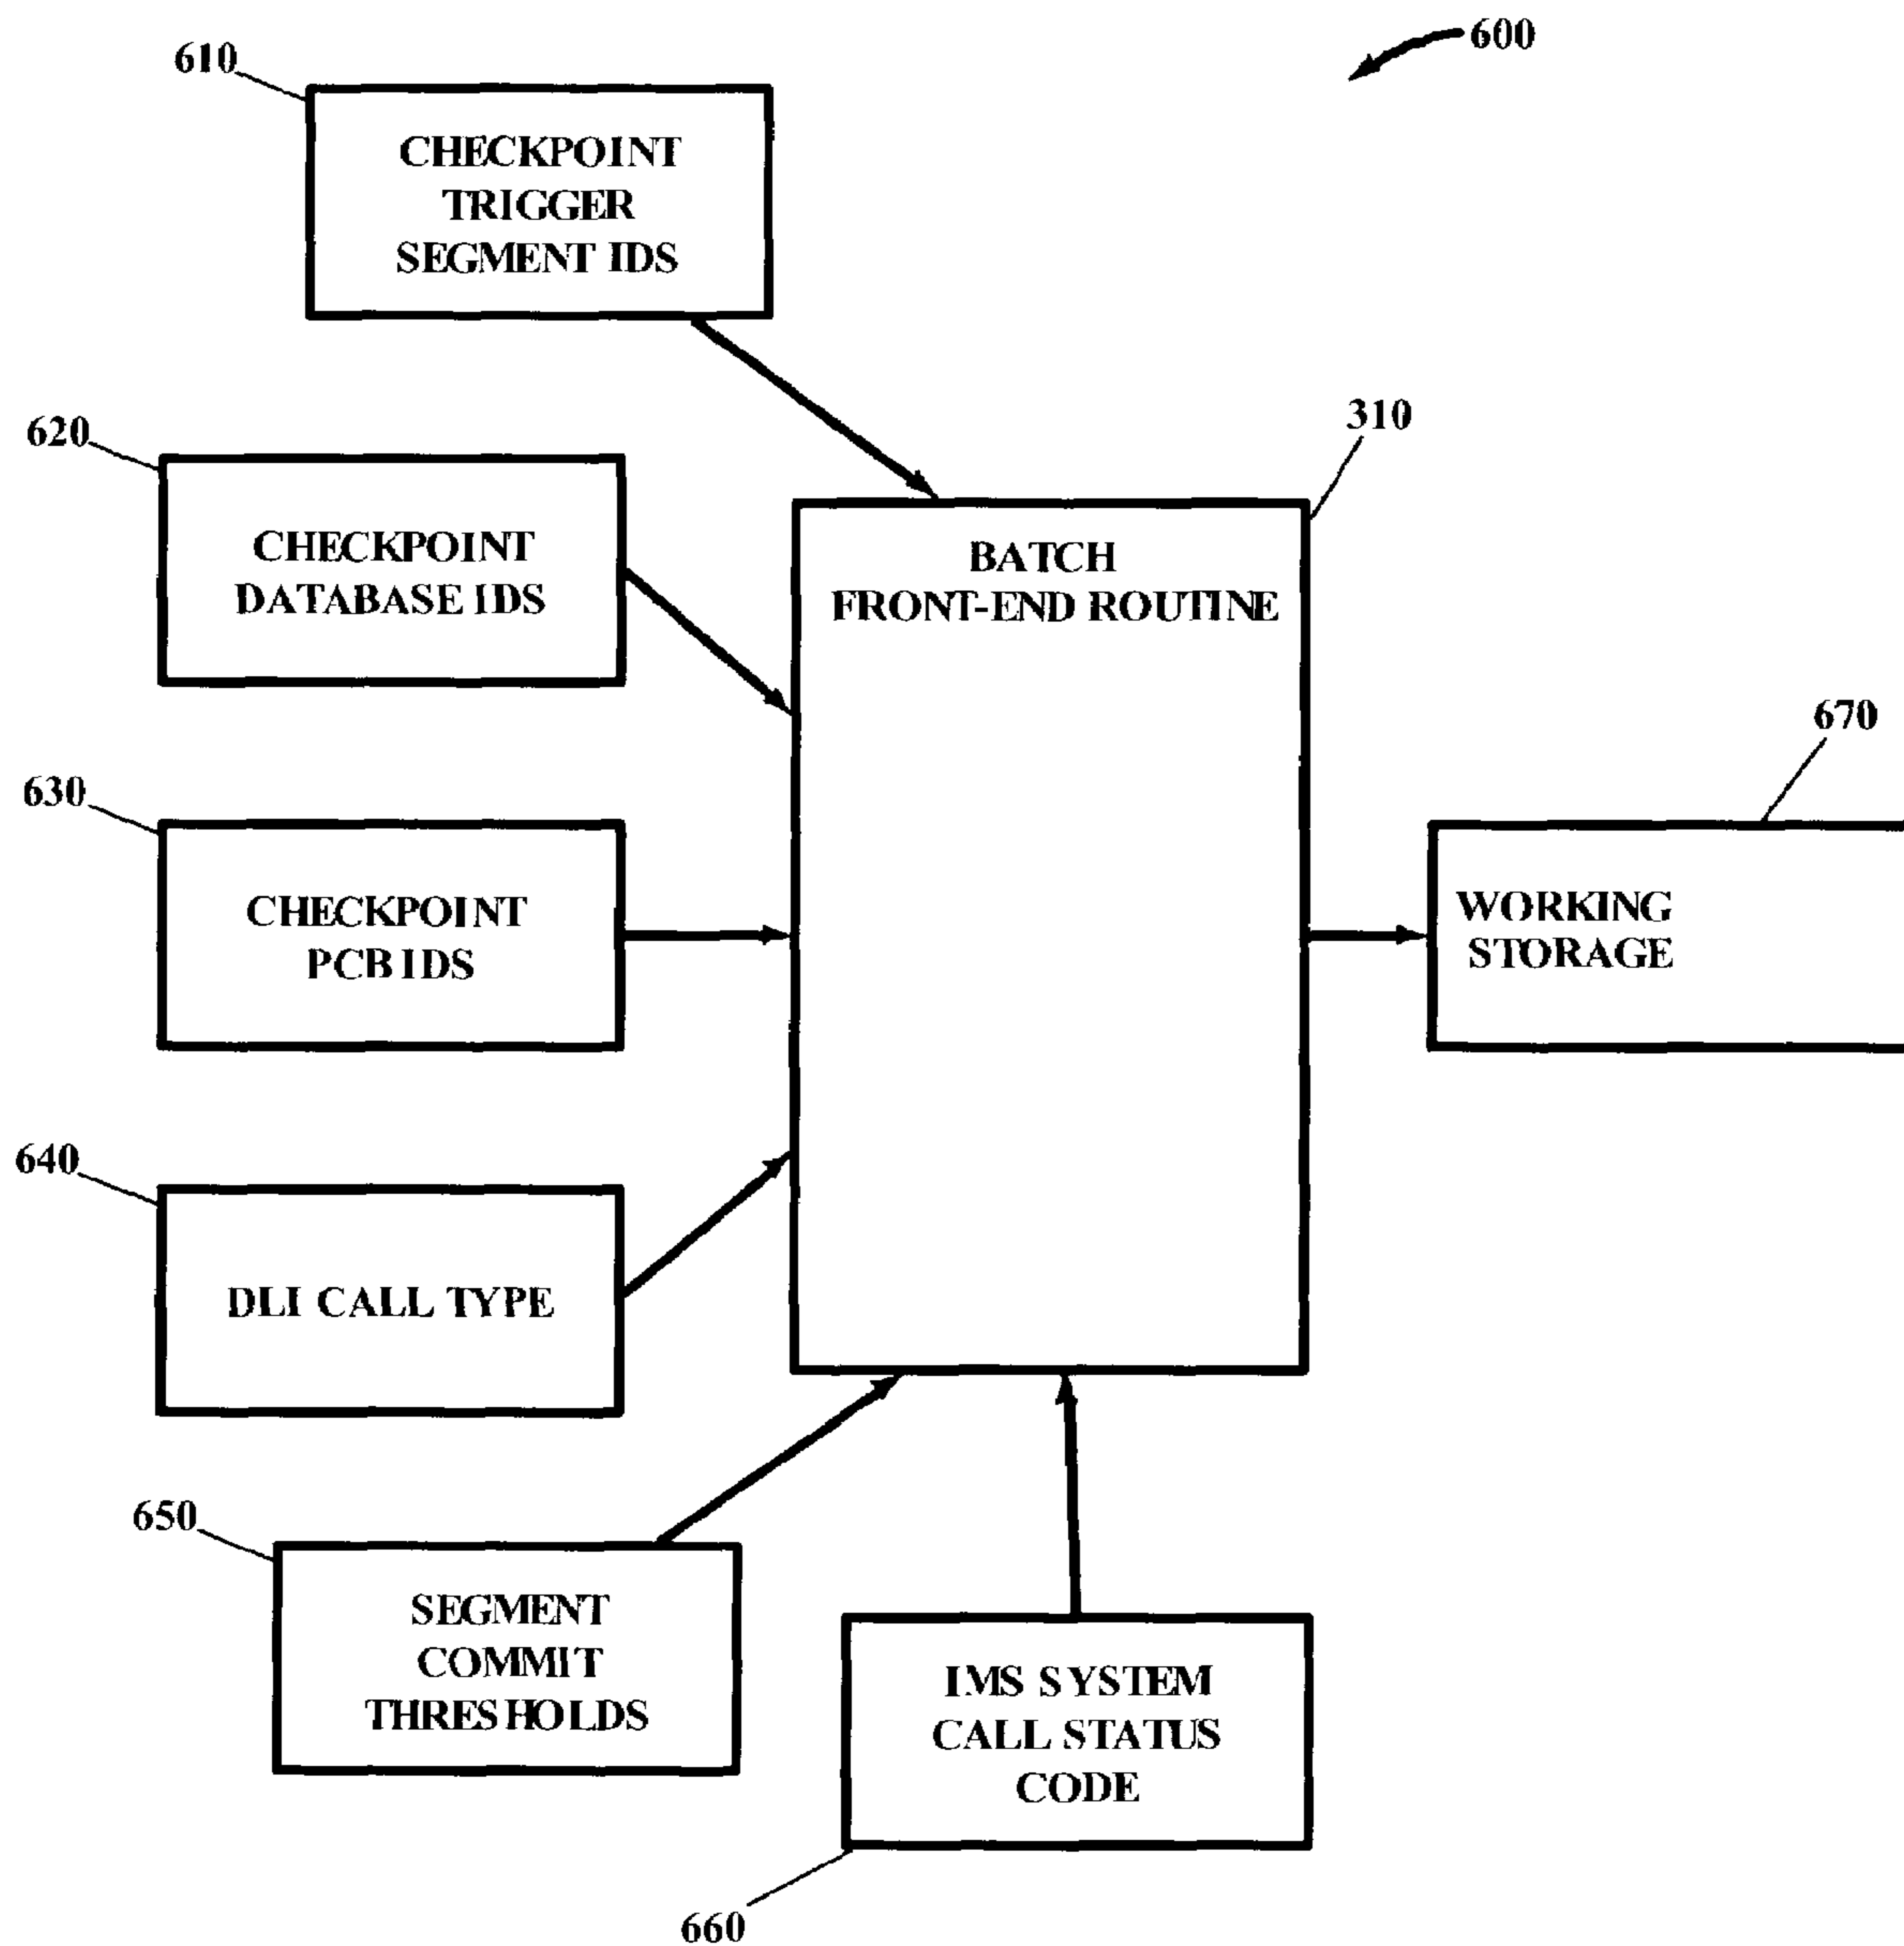 600
610
CHECKPOINT
TRIGGER
SEGMENT IDS
620
CHECKPOINT
DATABASE IDS
310
BATCH
FRONT-END ROUTINE
630
CHECKPOINT
PCB IDS
670
WORKING
STORAGE
640
DLI CALL TYPE
650
SEGMENT
COMMIT
THRESHOLDS
IMS SYSTEM
CALL STATUS
CODE
660